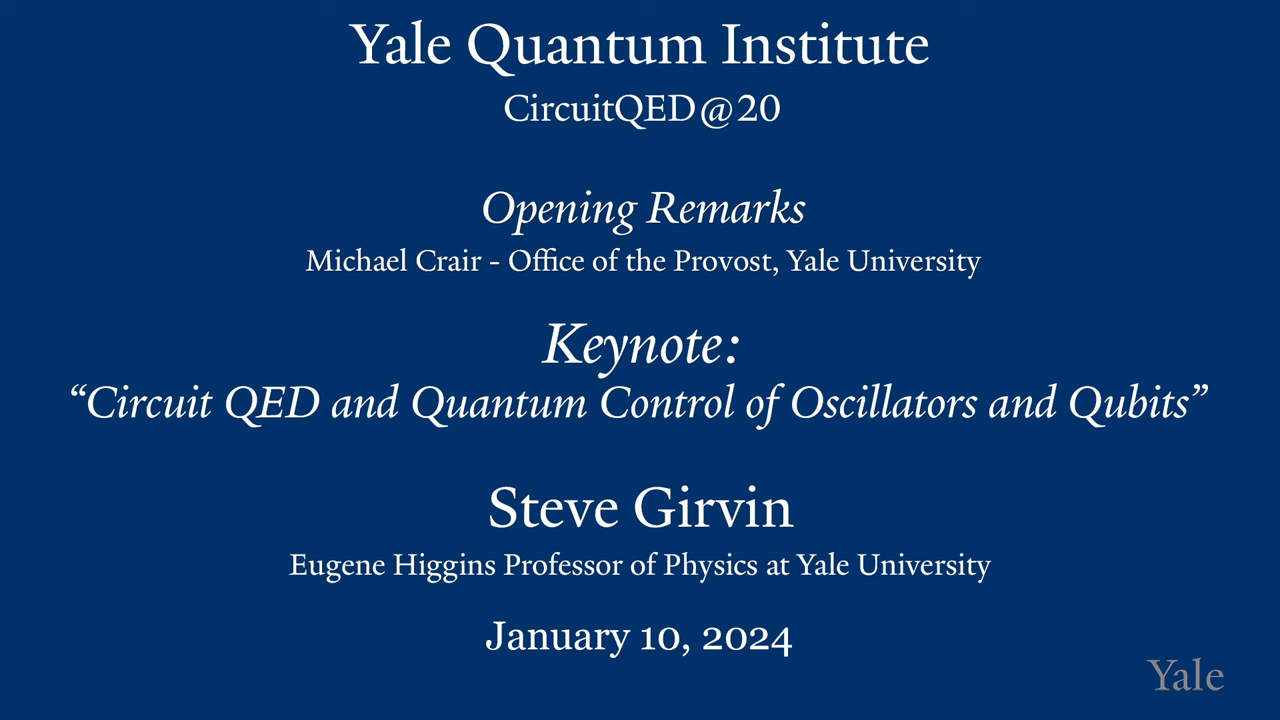 Yale Quantum Institute
CircuitQED@20
Opening Remarks
Michael Crair - Office of the Provost, Yale University
Keynote:
“Circuit QED and Quantum Control of Oscillators and Qubits”
Steve Girvin
Eugene Higgins Professor of Physics at Yale University
January 10, 2024
Yale